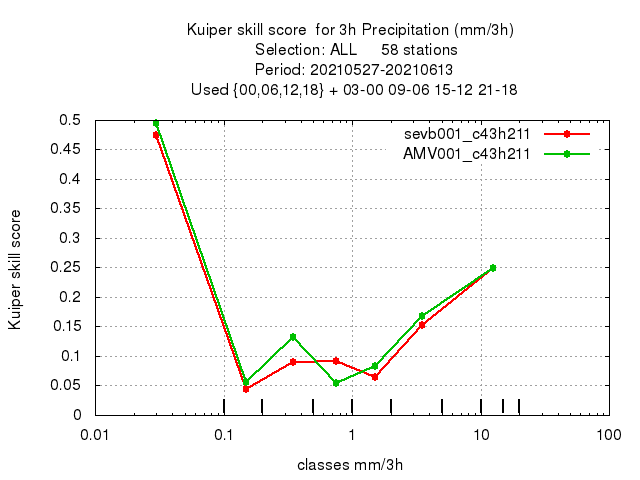 Kuiper skill score  for 3h Precipitation (mm/3h)
Selection: ALL     58 stations
Period: 20210527-20210613
Used {00,06,12,18} + 03-00 09-06 15-12 21-18
sevb001_c43h211
AMV001_c43h211
0.5
0.45
0.4
0.35
0.3
0.25
0.2
0.15
0.1
0.05
0
Kuiper skill score
0.01 0.1 1 10 100
classes mm/3h